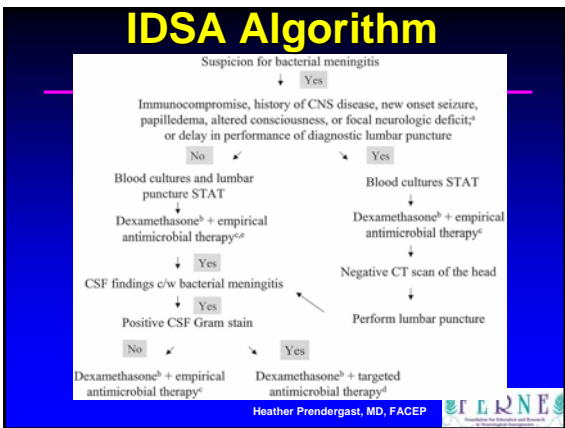 IDSA Algorithm
Suspicion for bacterial meningitis
Yes
Immunocompromise, history of CNS disease, new onset seizure,
papilledema, altered consciousness, or focal neurologic deficit;ᵃ
or delay in performance of diagnostic lumbar puncture
No
Yes
Blood cultures and lumbar
puncture STAT
Blood cultures STAT
Dexamethasoneᵇ + empirical
antimicrobial therapyᶜ,ᵉ
Dexamethasoneᵇ + empirical
antimicrobial therapyᶜ
Yes
Negative CT scan of the head
CSF findings c/w bacterial meningitis
Yes
Perform lumbar puncture
Positive CSF Gram stain
No
Yes
Dexamethasoneᵇ + empirical
antimicrobial therapyᶜ
Dexamethasoneᵇ + targeted
antimicrobial therapyᵈ
Heather Prendergast, MD, FACEP
FERNE
Foundation for Education and Research
in Neurological Emergencies